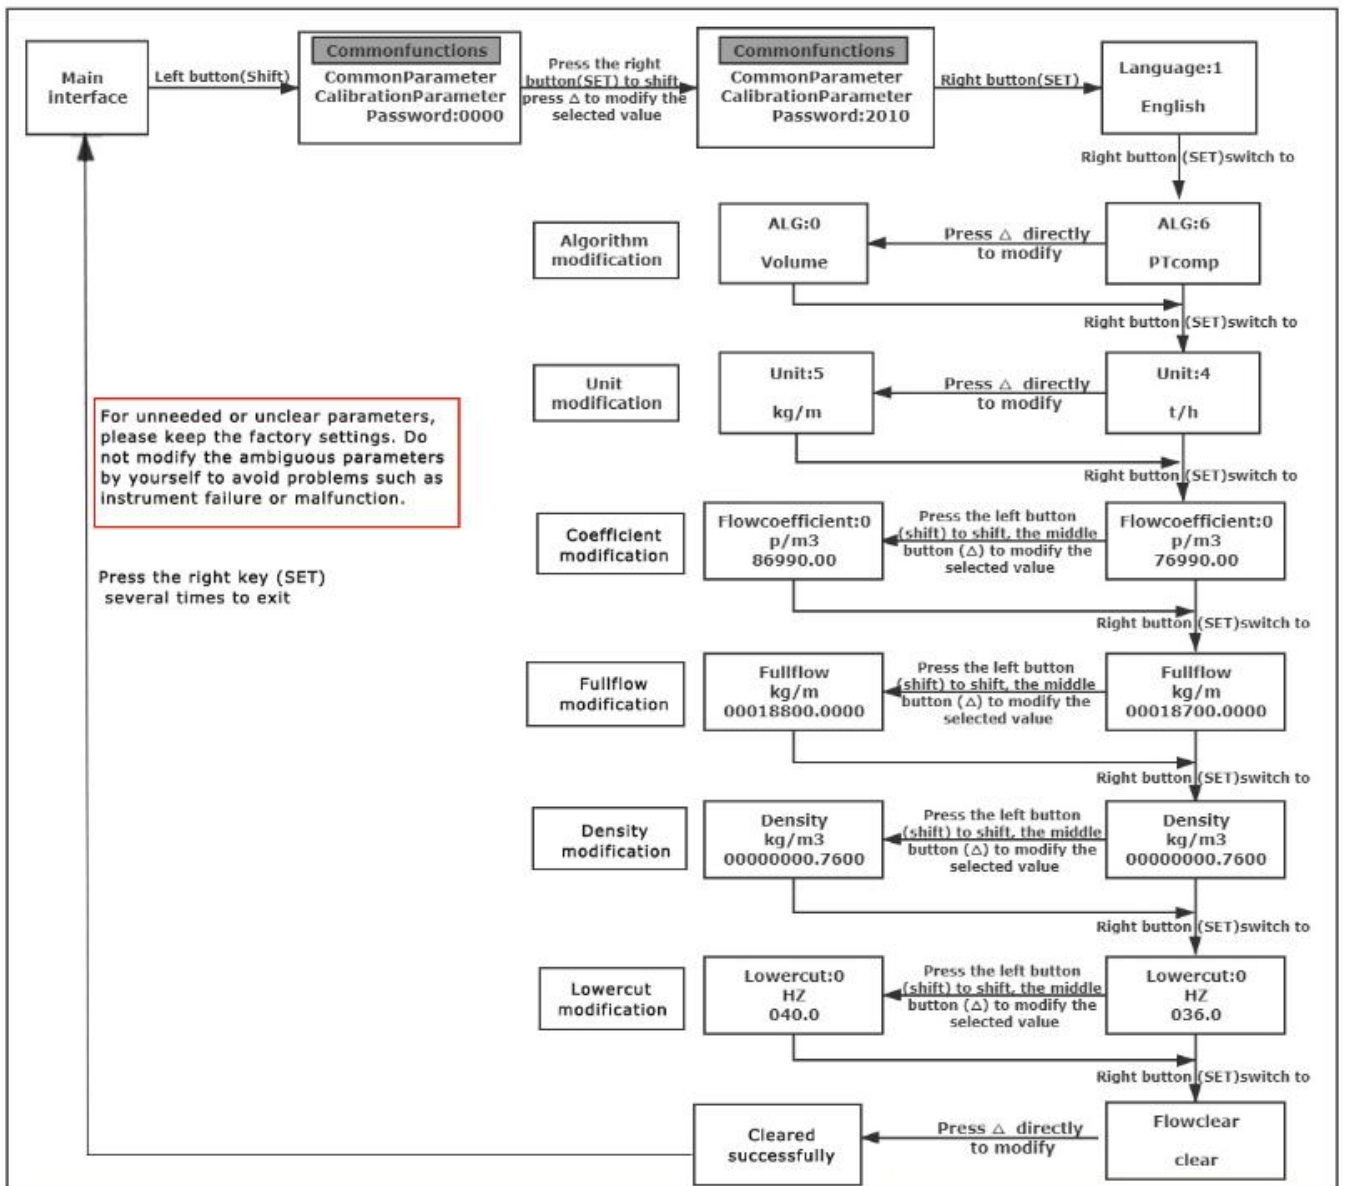 Main
interface
Left button(Shift)
Commonfunctions
CommonParameter
CalibrationParameter
Password:0000
Press the right
button(SET) to shift
press △ to modify the
selected value
Commonfunctions
CommonParameter
CalibrationParameter
Password:2010
Right button(SET)
Language:1
English
Right button (SET)switch to
Algorithm
modification
ALG:0
Volume
Press △ directly
to modify
ALG:6
PTcomp
Right button (SET)switch to
Unit
modification
Unit:5
kg/m
Press △ directly
to modify
Unit:4
t/h
Right button (SET)switch to
For unneeded or unclear parameters,
please keep the factory settings. Do
not modify the ambiguous parameters
by yourself to avoid problems such as
instrument failure or malfunction.
Coefficient
modification
Flowcoefficient:0
p/m3
86990.00
Press the left button
(shift) to shift, the middle
button (△) to modify the
selected value
Flowcoefficient:0
p/m3
76990.00
Press the right key (SET)
several times to exit
Right button (SET)switch to
Fullflow
modification
Fullflow
kg/m
00018800.0000
Press the left button
(shift) to shift, the middle
button (△) to modify the
selected value
Fullflow
kg/m
00018700.0000
Right button (SET)switch to
Density
modification
Density
kg/m3
00000000.7600
Press the left button
(shift) to shift, the middle
button (△) to modify the
selected value
Density
kg/m3
00000000.7600
Right button (SET)switch to
Lowercut
modification
Lowercut:0
HZ
040.0
Press the left button
(shift) to shift, the middle
button (△) to modify the
selected value
Lowercut:0
HZ
036.0
Right button (SET)switch to
Cleared
successfully
Press △ directly
to modify
Flowclear
clear